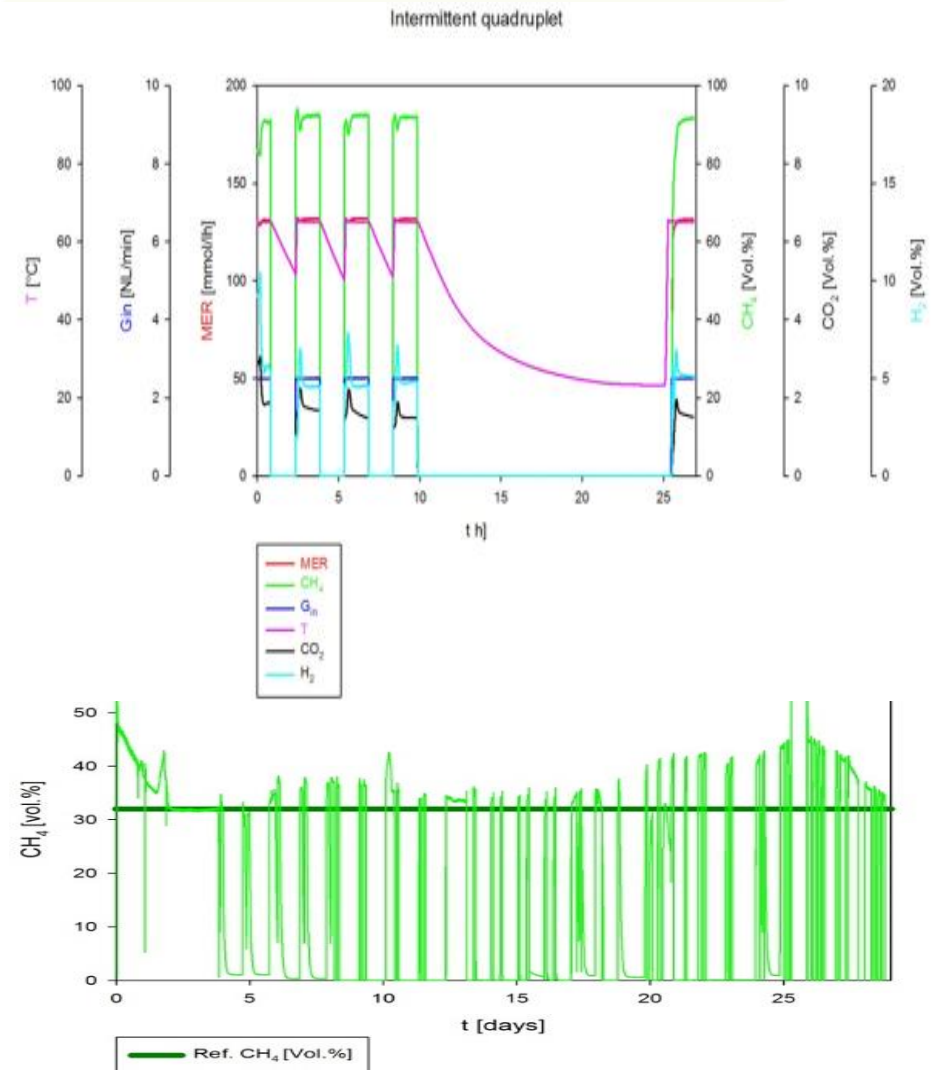 Intermittent quadruplet
100 10 200 100 10 20
80 8 150 80 8 15
60 6 60 6
100 10
40 4 40 4
50 5
20 2 20 2
0 0 0 0 0 0
T [°C]
Gin [NL/min]
MER [mmol/lh]
CH₄ [Vol.%]
CO₂ [Vol.%]
H₂ [Vol.%]
0 5 10 15 20 25
t h]
MER
CH₄
Gin
T
CO₂
H₂
50
40
30
20
10
0
CH₄ [Vol.%]
0 5 10 15 20 25
t [days]
Ref. CH₄ [Vol.%]